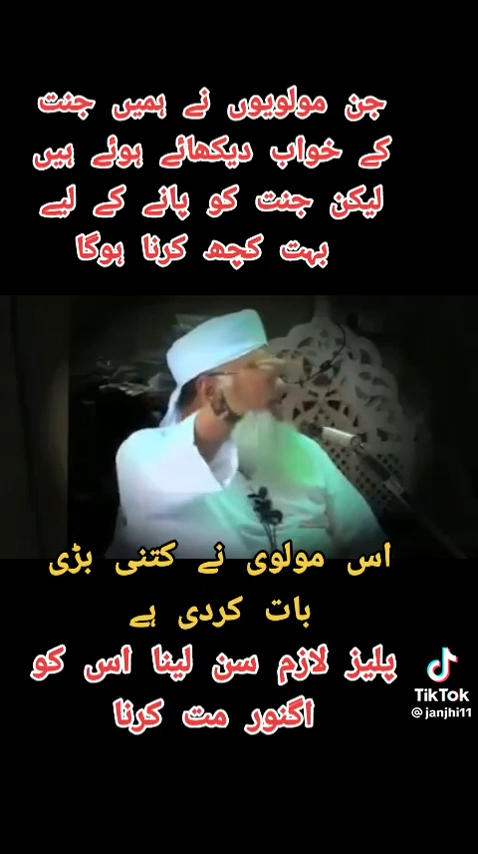 جن مولویوں نے ہمیں جنت
کے خواب دیکھائے ہوئے ہیں
لیکن جنت کو پانے کے لیے
بہت کچھ کرنا ہوگا
اس مولوی نے کتنی بڑی
بات کردی ہے
پلیز لازم سن لینا اس کو
اگنور مت کرنا
TikTok
@janjhi11